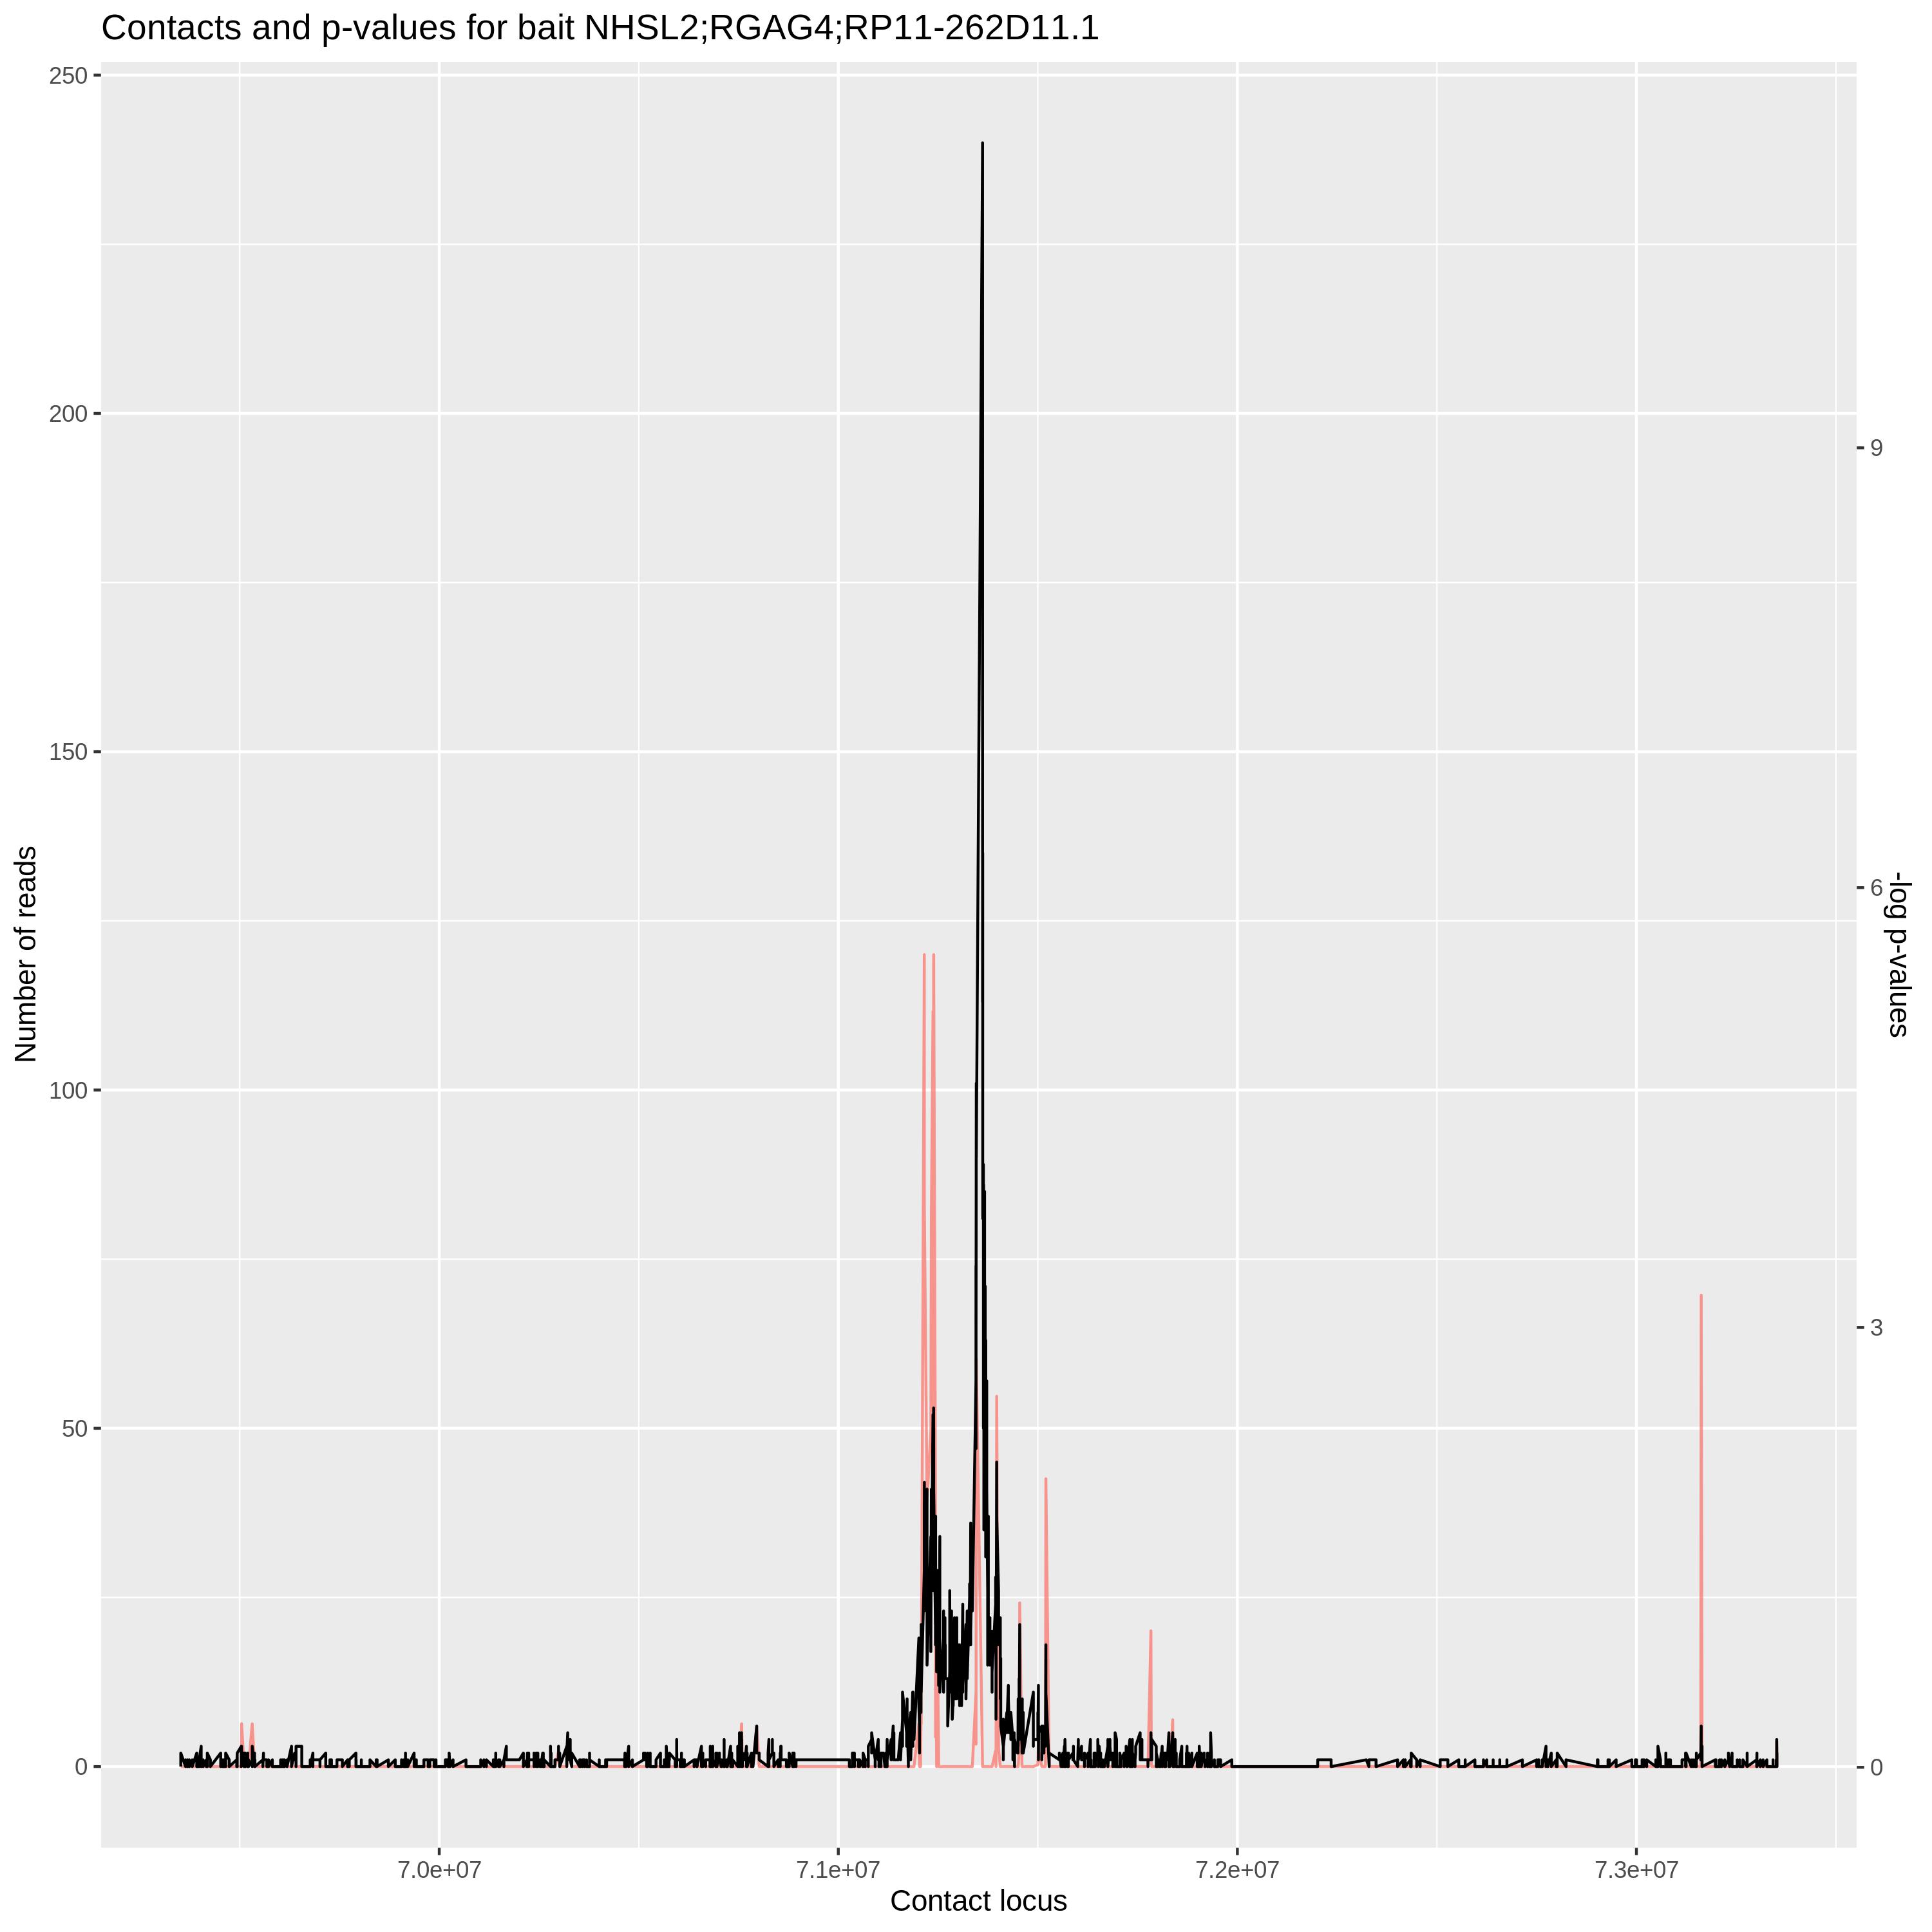 Contacts and p-values for bait NHSL2;RGAG4;RP11-262D11.1
250
200
150
100
50
0
Number of reads
9
6
3
0
-log p-values
7.0e+07
7.1e+07
7.2e+07
7.3e+07
Contact locus